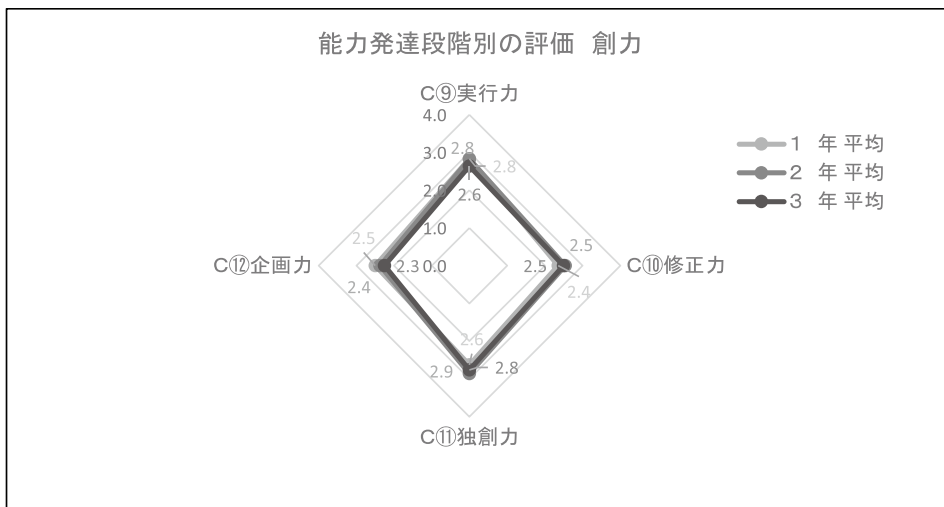 能力発達段階別の評価 創力
C⑨実行力
4.0
3.0
2.8
2.8
2.0
2.6
1.0
0.0
1 年平均
2 年平均
3 年平均
C⑩修正力
2.5
2.5
2.4
C⑪独創力
2.6
2.9
2.8
C⑫企画力
2.5
2.3
2.4